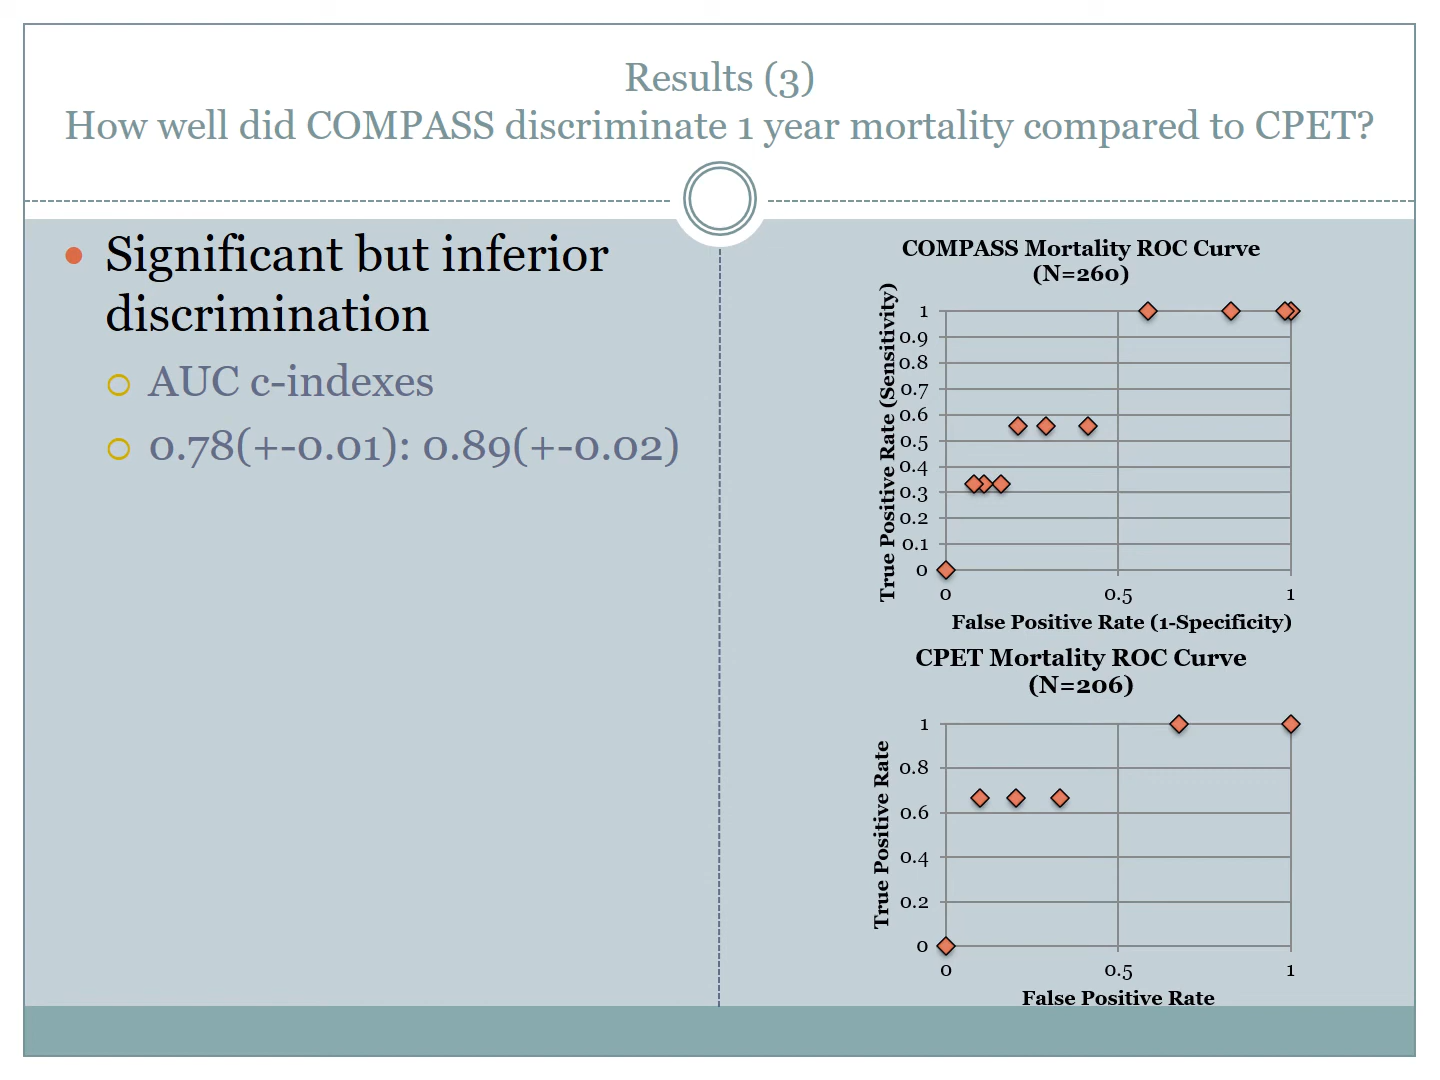 Results (3)
How well did COMPASS discriminate 1 year mortality compared to CPET?
Significant but inferior
discrimination
AUC c-indexes
0.78(+-0.01): 0.89(+-0.02)
COMPASS Mortality ROC Curve
(N=260)
True Positive Rate (Sensitivity)
1
0.9
0.8
0.7
0.6
0.5
0.4
0.3
0.2
0.1
0
0 0.5 1
False Positive Rate (1-Specificity)
CPET Mortality ROC Curve
(N=206)
True Positive Rate
1
0.8
0.6
0.4
0.2
0
0 0.5 1
False Positive Rate